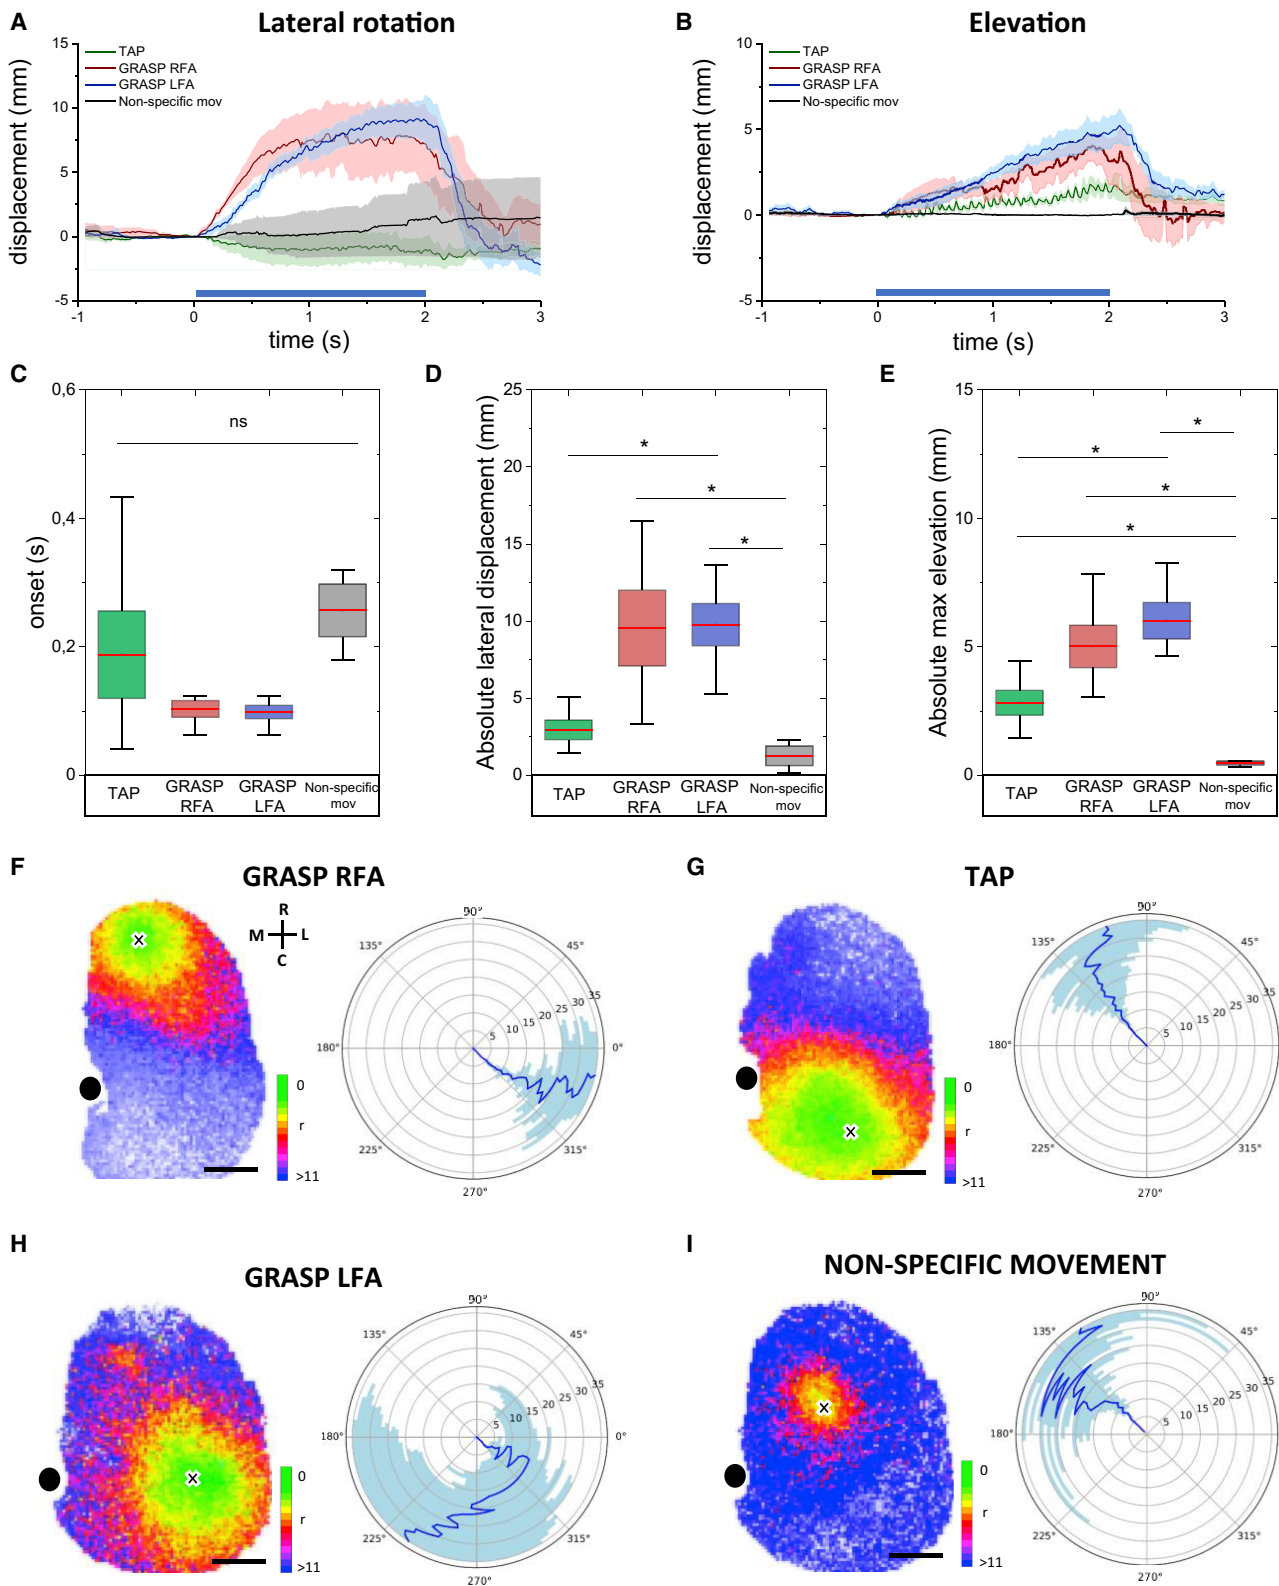 A
Lateral rotation
15
10
5
0
-5
displacement (mm)
TAP
GRASP RFA
GRASP LFA
Non-specific mov
-1
0
1
2
3
time (s)
B
Elevation
10
5
0
-5
displacement (mm)
TAP
GRASP RFA
GRASP LFA
No-specific mov
-1
0
1
2
3
time (s)
C
0,6
0,4
0,2
0
onset (s)
ns
TAP
GRASP RFA
GRASP LFA
Non-specific mov
D
25
20
15
10
5
0
Absolute lateral displacement (mm)
*
*
*
TAP
GRASP RFA
GRASP LFA
Non-specific mov
E
15
10
5
0
Absolute max elevation (mm)
*
*
*
*
TAP
GRASP RFA
GRASP LFA
Non-specific mov
F
GRASP RFA
R
M L
C
x
0
r
>11
90°
135°
45°
180°
0°
225°
315°
270°
5 10 15 20 25 30 35
G
TAP
x
0
r
>11
90°
135°
45°
180°
0°
225°
315°
270°
5 10 15 20 25 30 35
H
GRASP LFA
x
0
r
>11
90°
135°
45°
180°
0°
225°
315°
270°
5 10 15 20 25 30 35
I
NON-SPECIFIC MOVEMENT
x
0
r
>11
90°
135°
45°
180°
0°
225°
315°
270°
5 10 15 20 25 30 35